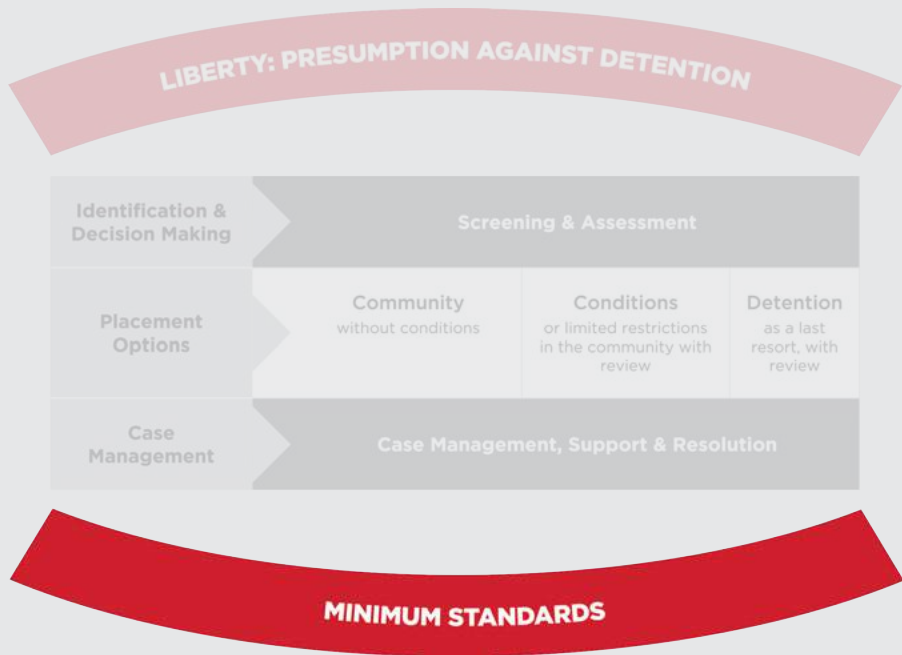 LIBERTY: PRESUMPTION AGAINST DETENTION
Identification &
Decision Making
Screening & Assessment
Placement
Options
Community
without conditions
Conditions
or limited restrictions
in the community with
review
Detention
as a last
resort, with
review
Case
Management
Case Management, Support & Resolution
MINIMUM STANDARDS